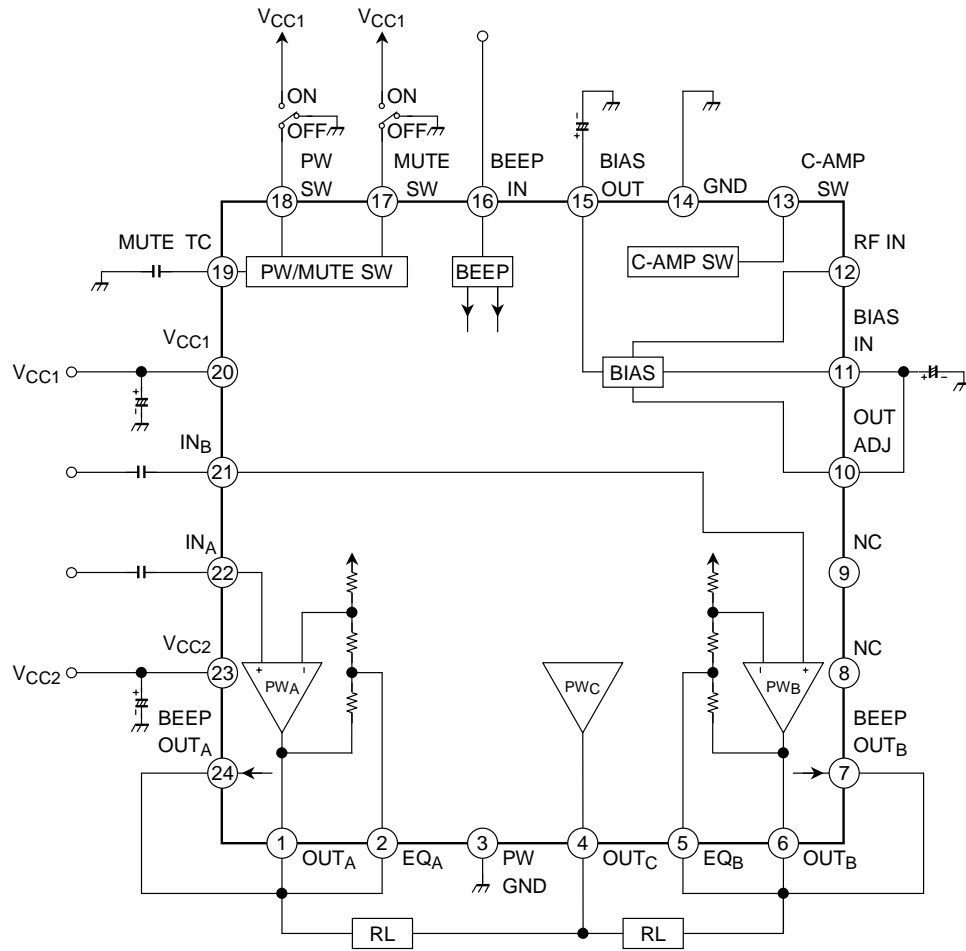 VCC1 VCC1
ON ON
OFF OFF
PW SW
MUTE SW
BEEP IN
BIAS OUT
GND
C-AMP SW
18 17 16 15 14 13
MUTE TC
19
PW/MUTE SW
BEEP
C-AMP SW
RF IN
12
VCC1
VCC1
20
+
-
BIAS
BIAS IN
11
+ -
INB
21
OUT ADJ
10
INA
22
NC
9
VCC2
VCC2
23
+
-
+ -
PWA
PWC
- +
PWB
NC
8
BEEP OUTA
24
BEEP OUTB
7
1 OUTA
2 EQA
3 PW GND
4 OUTC
5 EQB
6 OUTB
RL RL